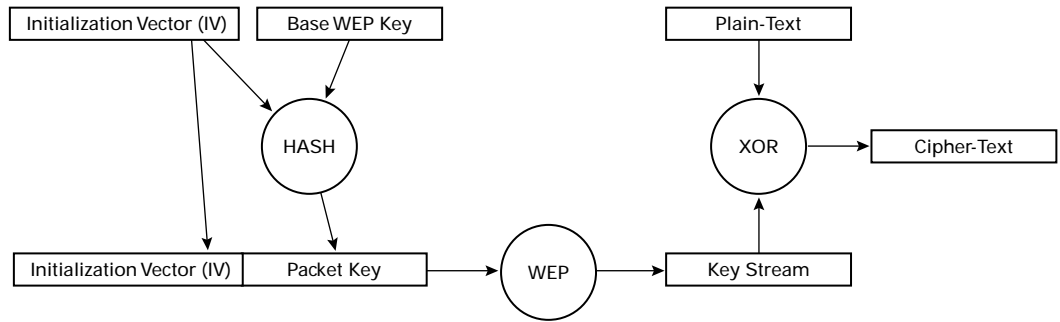 Initialization Vector (IV)
Base WEP Key
Plain-Text
HASH
XOR
Cipher-Text
Initialization Vector (IV)
Packet Key
WEP
Key Stream